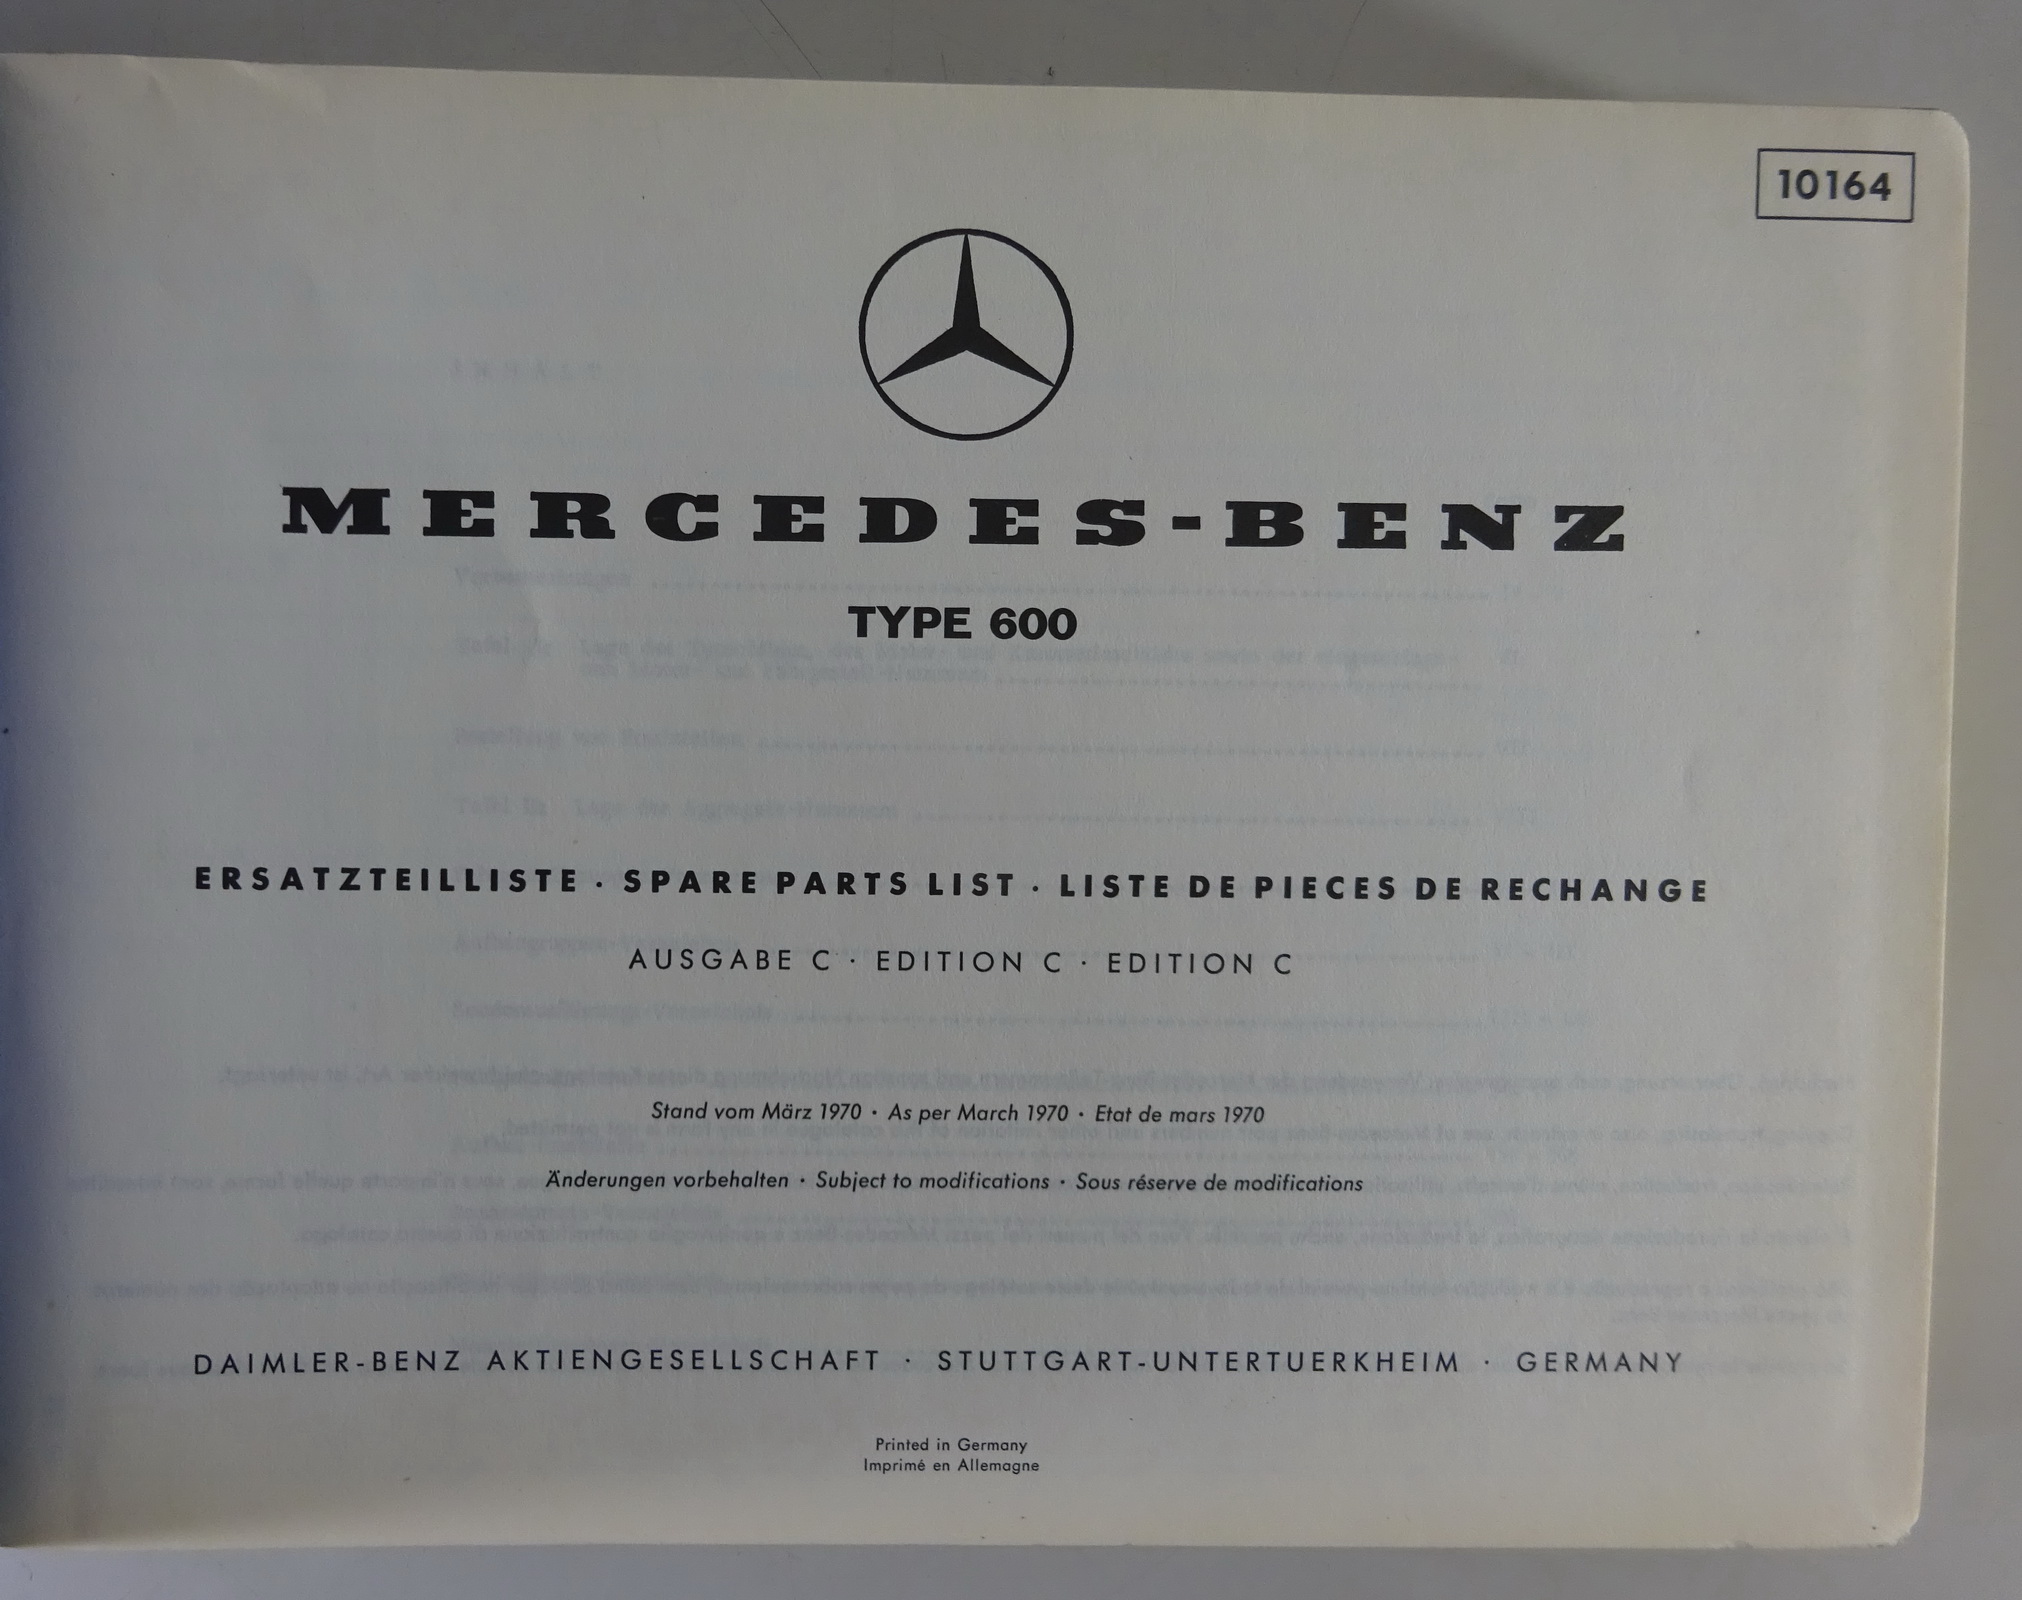 10164
MERCEDES-BENZ
TYPE 600
ERSATZTEILLISTE · SPARE PARTS LIST · LISTE DE PIECES DE RECHANGE
AUSGABE C · EDITION C · EDITION C
Stand vom März 1970 · As per March 1970 · Etat de mars 1970
Änderungen vorbehalten · Subject to modifications · Sous réserve de modifications
DAIMLER-BENZ AKTIENGESELLSCHAFT · STUTTGART-UNTERTUERKHEIM · GERMANY
Printed in Germany
Imprimé en Allemagne